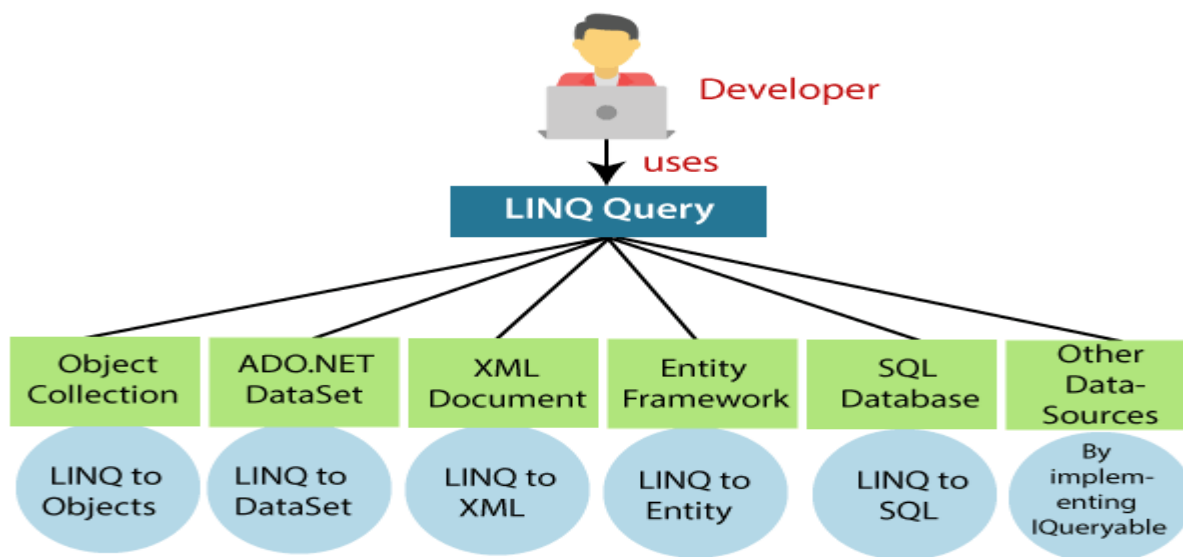 Developer
uses
LINQ Query
Object
Collection
ADO.NET
DataSet
XML
Document
Entity
Framework
SQL
Database
Other
Data-
Sources
LINQ to
Objects
LINQ to
DataSet
LINQ to
XML
LINQ to
Entity
LINQ to
SQL
By
implem-
enting
IQueryable